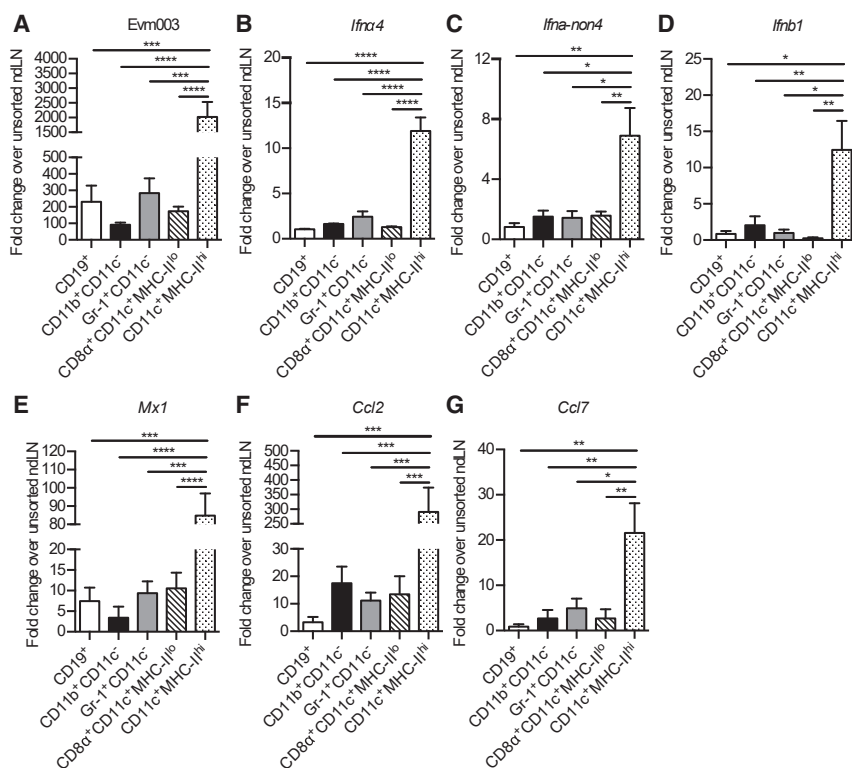 A
Evm003
***
****
***
****
Fold change over unsorted ndLN
4000
3500
3000
2500
2000
1500
500
400
300
200
100
0
CD19⁺
CD11b⁺CD11c⁻
Gr-1⁺CD11c⁻
CD8α⁺CD11c⁺MHC-IIˡᵒ
CD11c⁺MHC-IIʰⁱ
B
Ifnα4
****
****
****
****
Fold change over unsorted ndLN
20
15
10
5
0
CD19⁺
CD11b⁺CD11c⁻
Gr-1⁺CD11c⁻
CD8α⁺CD11c⁺MHC-IIˡᵒ
CD11c⁺MHC-IIʰⁱ
C
Ifna-non4
**
*
*
**
Fold change over unsorted ndLN
12
8
4
0
CD19⁺
CD11b⁺CD11c⁻
Gr-1⁺CD11c⁻
CD8α⁺CD11c⁺MHC-IIˡᵒ
CD11c⁺MHC-IIʰⁱ
D
Ifnb1
*
**
*
**
Fold change over unsorted ndLN
25
20
15
10
5
0
CD19⁺
CD11b⁺CD11c⁻
Gr-1⁺CD11c⁻
CD8α⁺CD11c⁺MHC-IIˡᵒ
CD11c⁺MHC-IIʰⁱ
E
Mx1
***
****
***
****
Fold change over unsorted ndLN
120
110
100
90
80
20
15
10
5
0
CD19⁺
CD11b⁺CD11c⁻
Gr-1⁺CD11c⁻
CD8α⁺CD11c⁺MHC-IIˡᵒ
CD11c⁺MHC-IIʰⁱ
F
Ccl2
***
***
***
***
Fold change over unsorted ndLN
500
450
400
350
300
250
30
20
10
0
CD19⁺
CD11b⁺CD11c⁻
Gr-1⁺CD11c⁻
CD8α⁺CD11c⁺MHC-IIˡᵒ
CD11c⁺MHC-IIʰⁱ
G
Ccl7
**
**
*
**
Fold change over unsorted ndLN
40
30
20
10
0
CD19⁺
CD11b⁺CD11c⁻
Gr-1⁺CD11c⁻
CD8α⁺CD11c⁺MHC-IIˡᵒ
CD11c⁺MHC-IIʰⁱ